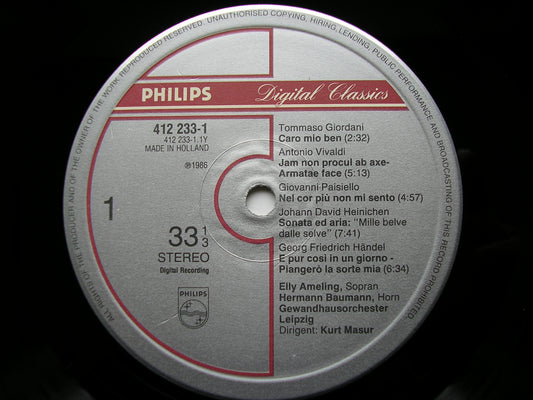 ALL RIGHTS OF THE PRODUCER AND OF THE OWNER OF THE WORK REPRODUCED RESERVED. UNAUTHORISED COPYING, HIRING, LENDING, PUBLIC PERFORMANCE AND BROADCASTING OF THIS RECORD PROHIBITED.
PHILIPS
Digital Classics
412 233-1
412 233-1.1Y
MADE IN HOLLAND
℗1986
1
33 1/3
STEREO
Digital Recording
PHILIPS
Tommaso Giordani
Caro mio ben (2:32)
Antonio Vivaldi
Jam non procul ab axe-
Armatae face (5:13)
Giovanni Paisiello
Nel cor più non mi sento (4:57)
Johann David Heinichen
Sonata ed aria: "Mille belve
dalle selve" (7:41)
Georg Friedrich Händel
E pur così in un giorno -
Piangerò la sorte mia (6:34)
Elly Ameling, Sopran
Hermann Baumann, Horn
Gewandhausorchester
Leipzig
Dirigent: Kurt Masur